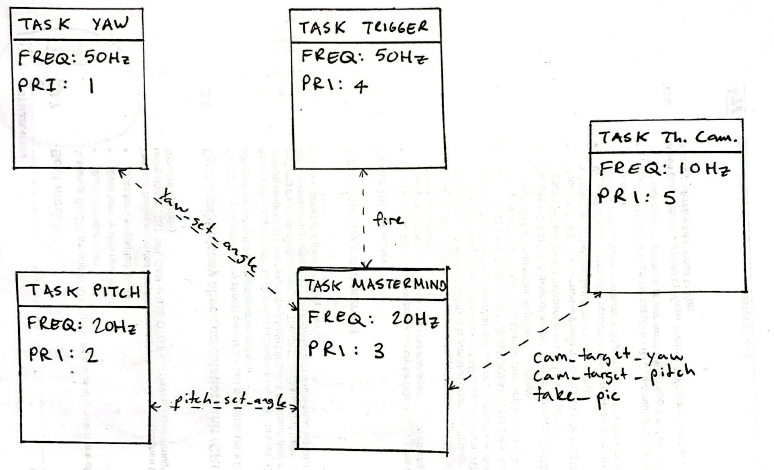 TASK YAW
FREQ: 50Hz
PRI: 1
TASK TRIGGER
FREQ: 50Hz
PRI: 4
TASK Th. Cam.
FREQ: 10Hz
PRI: 5
yaw_set_angle
fire
TASK PITCH
FREQ: 20Hz
PRI: 2
TASK MASTERMIND
FREQ: 20Hz
PRI: 3
pitch_set_angle
cam_target_yaw
cam_target_pitch
take_pic